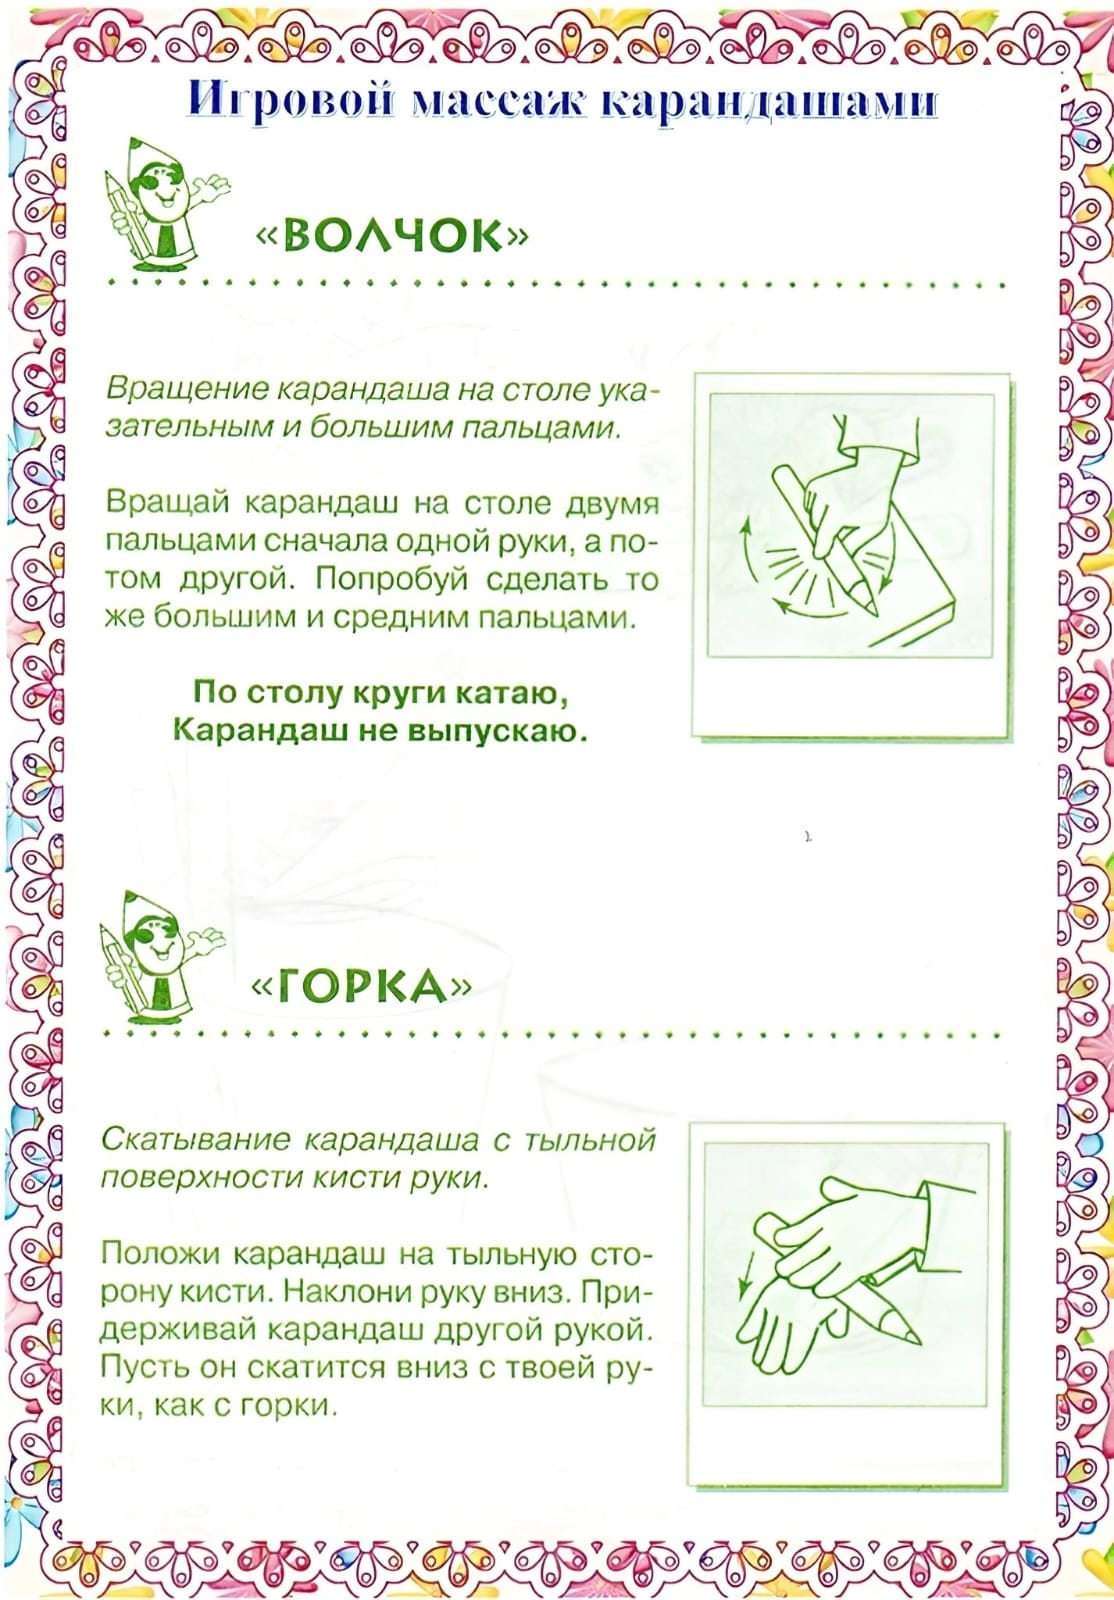 Игровой массаж карандашами
«ВОЛЧОК»
Вращение карандаша на столе ука-
зательным и большим пальцами.
Вращай карандаш на столе двумя
пальцами сначала одной руки, а по-
том другой. Попробуй сделать то
же большим и средним пальцами.
По столу круги катаю,
Карандаш не выпускаю.
«ГОРКА»
Скатывание карандаша с тыльной
поверхности кисти руки.
Положи карандаш на тыльную сто-
рону кисти. Наклони руку вниз. При-
держивай карандаш другой рукой.
Пусть он скатится вниз с твоей ру-
ки, как с горки.